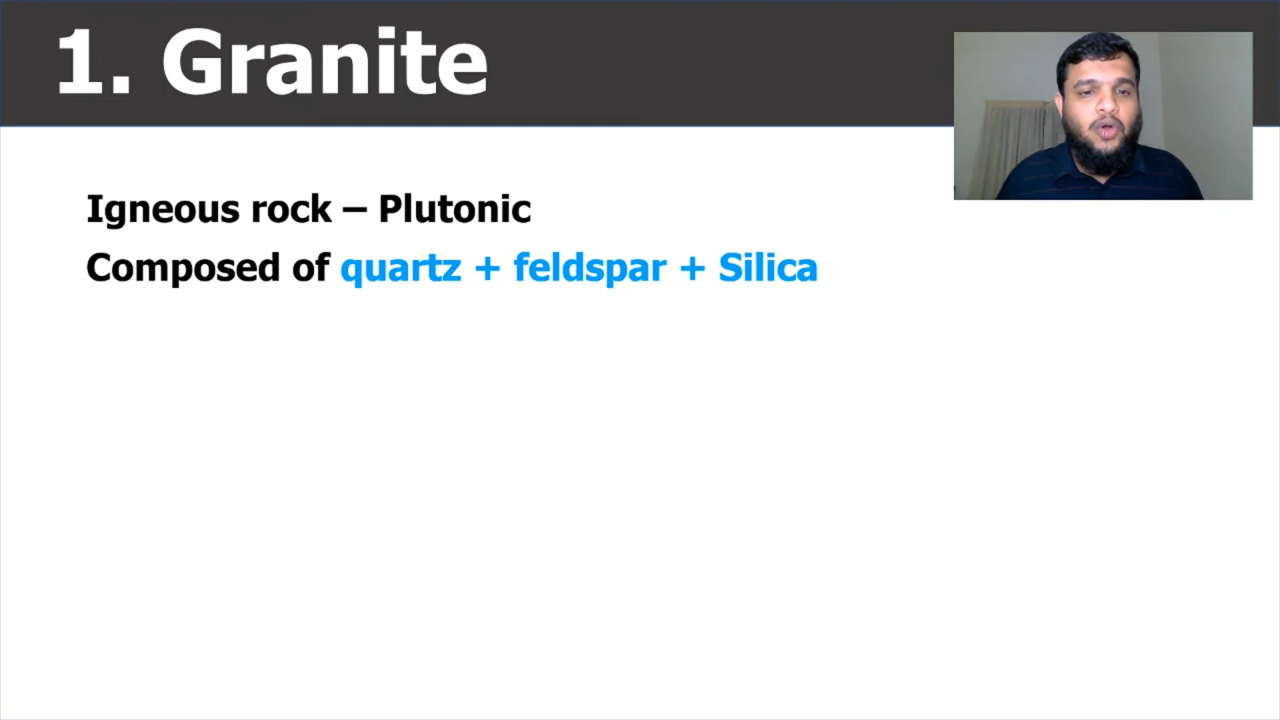 1. Granite
Igneous rock – Plutonic
Composed of quartz + feldspar + Silica